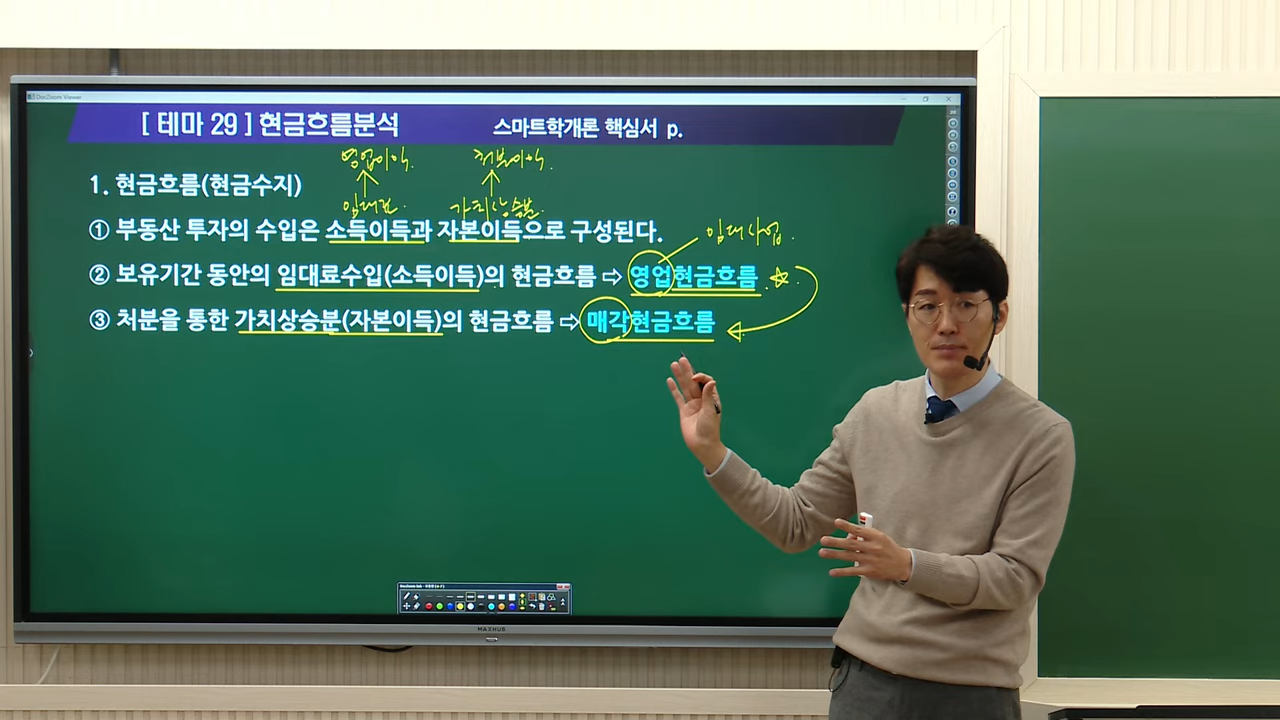 DocZoom Viewer
[ 테마 29 ] 현금흐름분석 스마트학개론 핵심서 p.
영업이익. 처분이익.
1. 현금흐름(현금수지)
임대료. 가치상승분.
① 부동산 투자의 수입은 소득이득과 자본이득으로 구성된다.
임대사업.
② 보유기간 동안의 임대료수입(소득이득)의 현금흐름 ⇨ 영업현금흐름
③ 처분을 통한 가치상승분(자본이득)의 현금흐름 ⇨ 매각현금흐름
MAXHUB